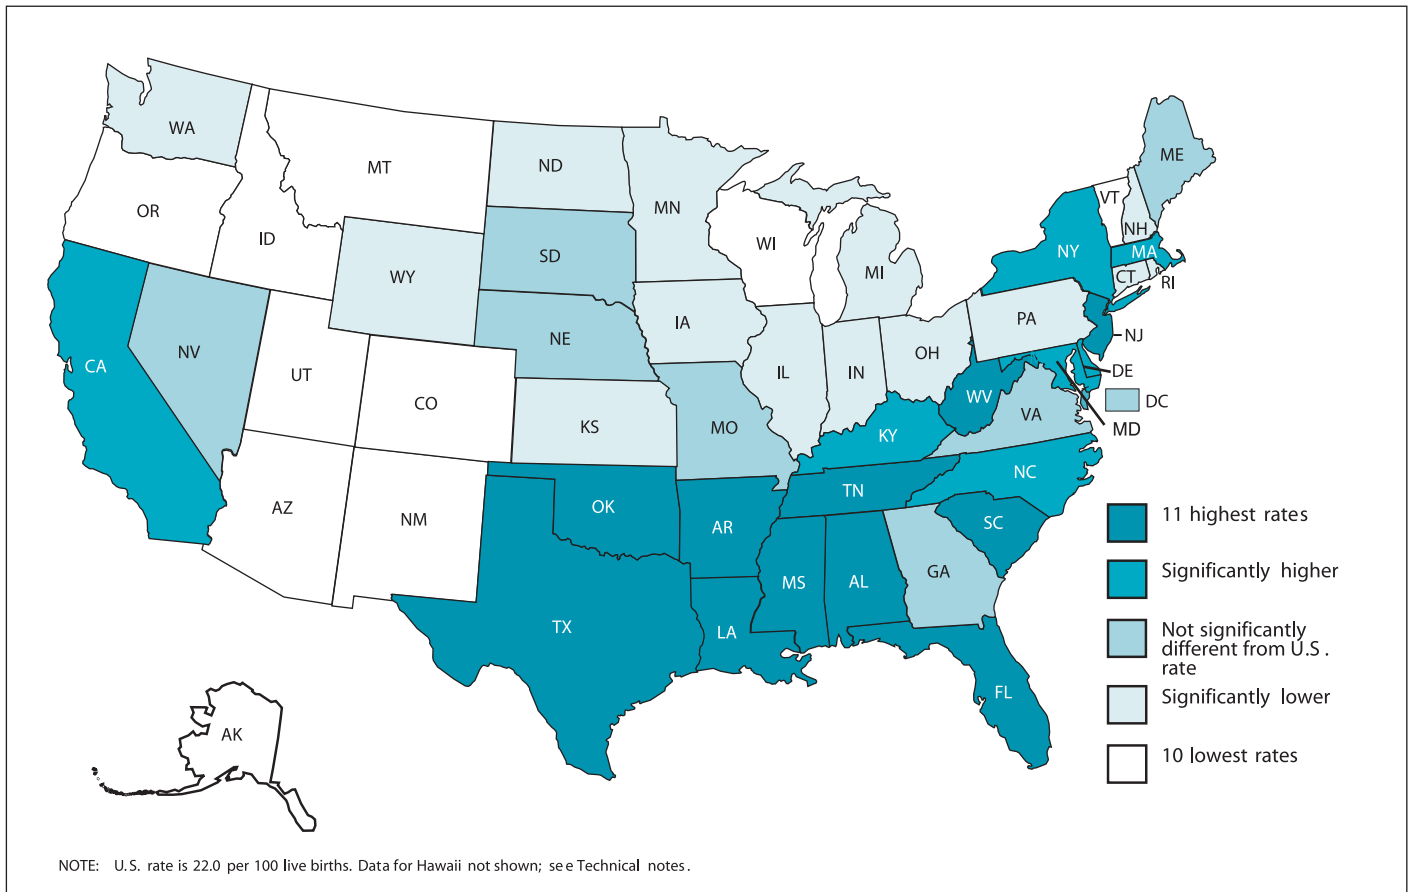 WA
MT
ND
ME
MN
VT
OR
NH
ID
WI
NY
MA
SD
MI
WY
CT
RI
IA
PA
NJ
NE
NV
OH
CA
DE
UT
IL
IN
WV
DC
CO
VA
MD
KS
MO
KY
NC
TN
OK
AZ
NM
AR
SC
11 highest rates
MS
AL
GA
Significantly higher
TX
LA
Not significantly
different from U.S.
rate
FL
Significantly lower
AK
10 lowest rates
NOTE: U.S. rate is 22.0 per 100 live births. Data for Hawaii not shown; see Technical notes.